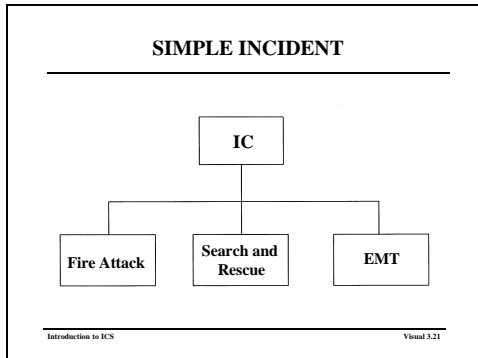 SIMPLE INCIDENT
IC
Fire Attack
Search and
Rescue
EMT
Introduction to ICS
Visual 3.21